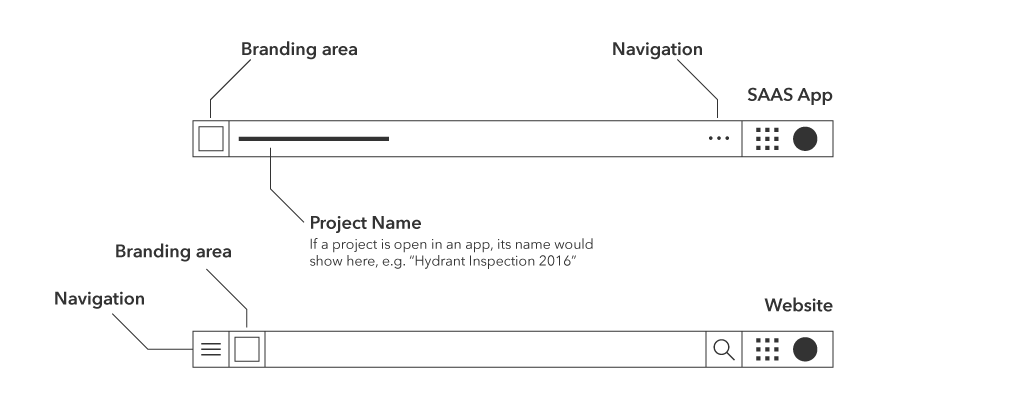 Branding area
Navigation
SAAS App
Project Name
If a project is open in an app, its name would
show here, e.g. “Hydrant Inspection 2016”
Branding area
Navigation
Website